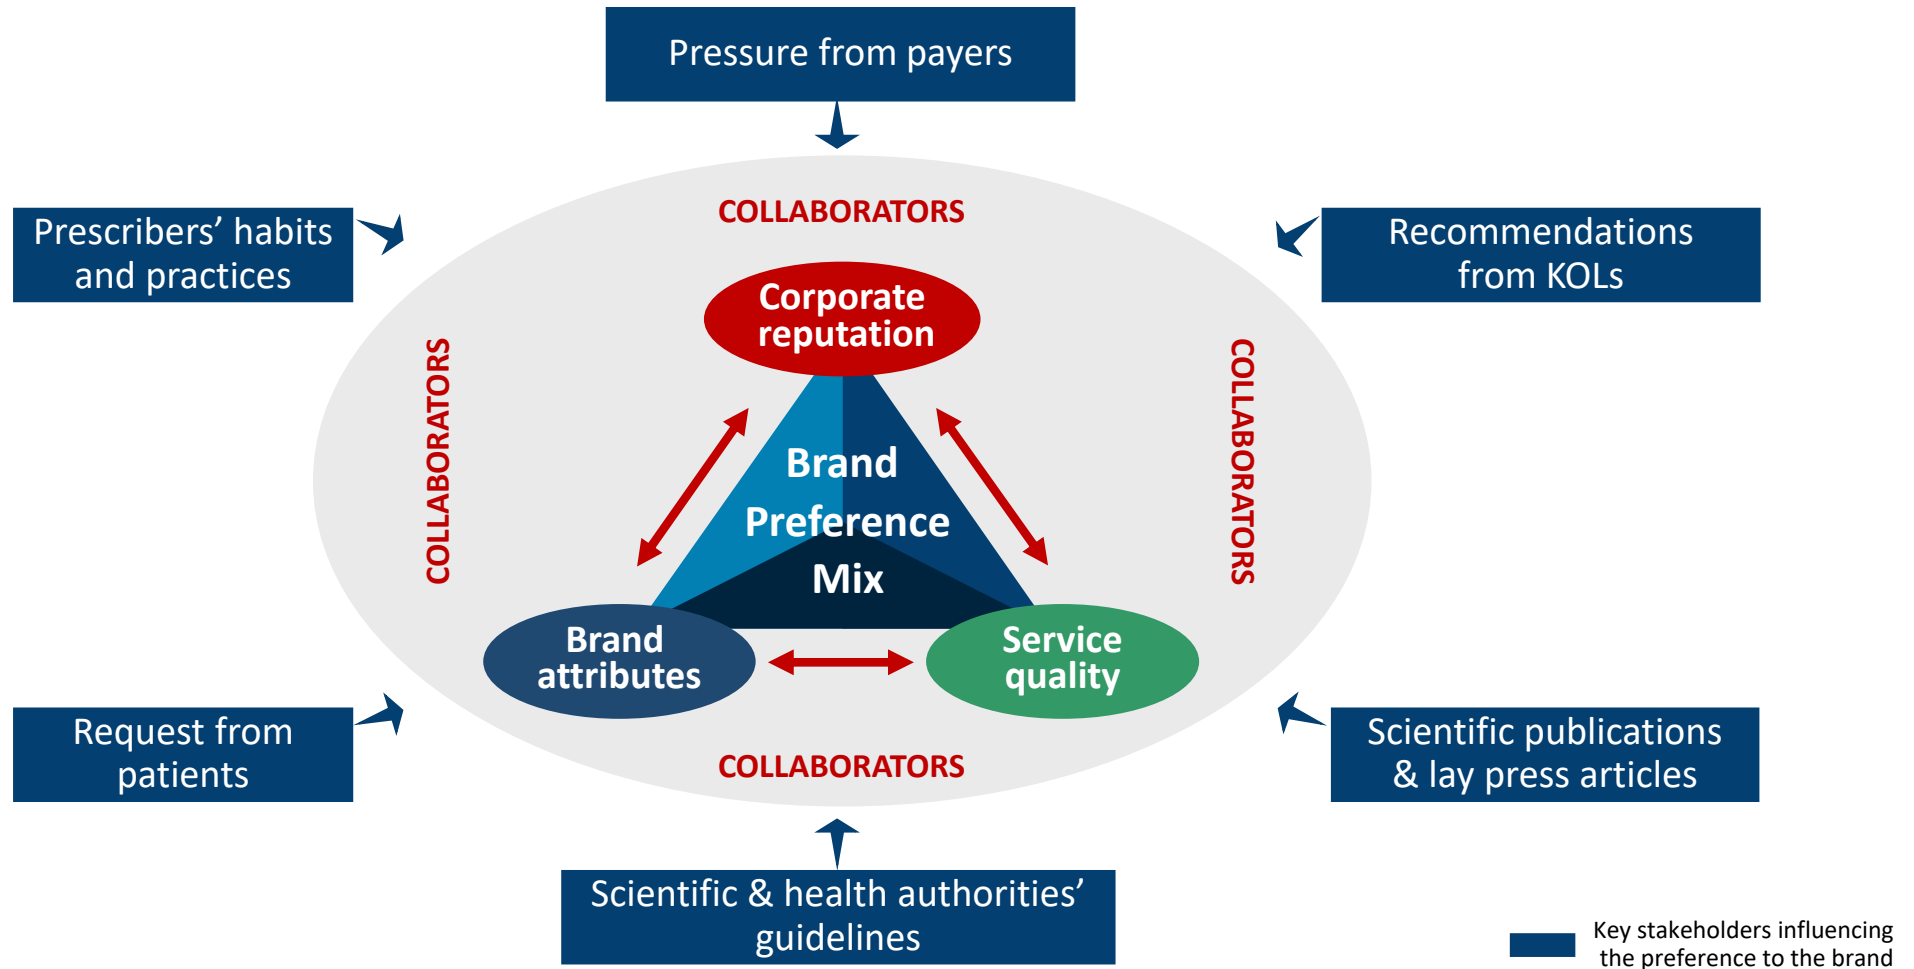 Pressure from payers
Prescribers’ habits
and practices
COLLABORATORS
Recommendations
from KOLs
Corporate
reputation
COLLABORATORS
COLLABORATORS
Brand
Preference
Mix
Brand
attributes
Service
quality
Request from
patients
COLLABORATORS
Scientific publications
& lay press articles
Scientific & health authorities’
guidelines
Key stakeholders influencing
the preference to the brand